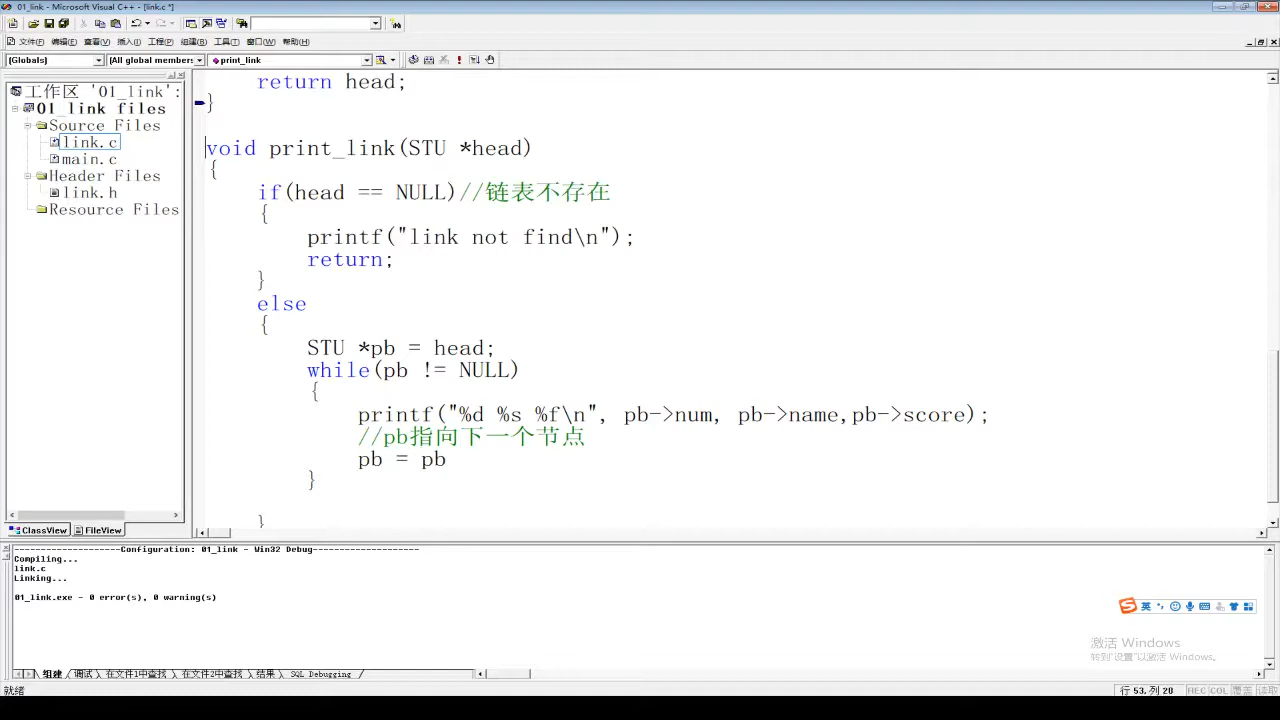 01_link - Microsoft Visual C++ - [link.c *]
文件(F) 编辑(E) 查看(V) 插入(I) 工程(P) 组建(B) 工具(T) 窗口(W) 帮助(H)
(Globals) (All global members print_link
工作区 '01_link':
01_link files
Source Files
link.c
main.c
Header Files
link.h
Resource Files
ClassView FileView
return head;
}
void print_link(STU *head)
{
if(head == NULL)//链表不存在
{
printf("link not find\n");
return;
}
else
{
STU *pb = head;
while(pb != NULL)
{
printf("%d %s %f\n", pb->num, pb->name,pb->score);
//pb指向下一个节点
pb = pb
}
}
--------------------Configuration: 01_link - Win32 Debug--------------------
Compiling...
link.c
Linking...
01_link.exe - 0 error(s), 0 warning(s)
英
激活 Windows
转到"设置"以激活 Windows。
组建 调试 在文件1中查找 在文件2中查找 结果 SQL Debugging
就绪
行 53, 列 20 REC COL 覆盖 读取